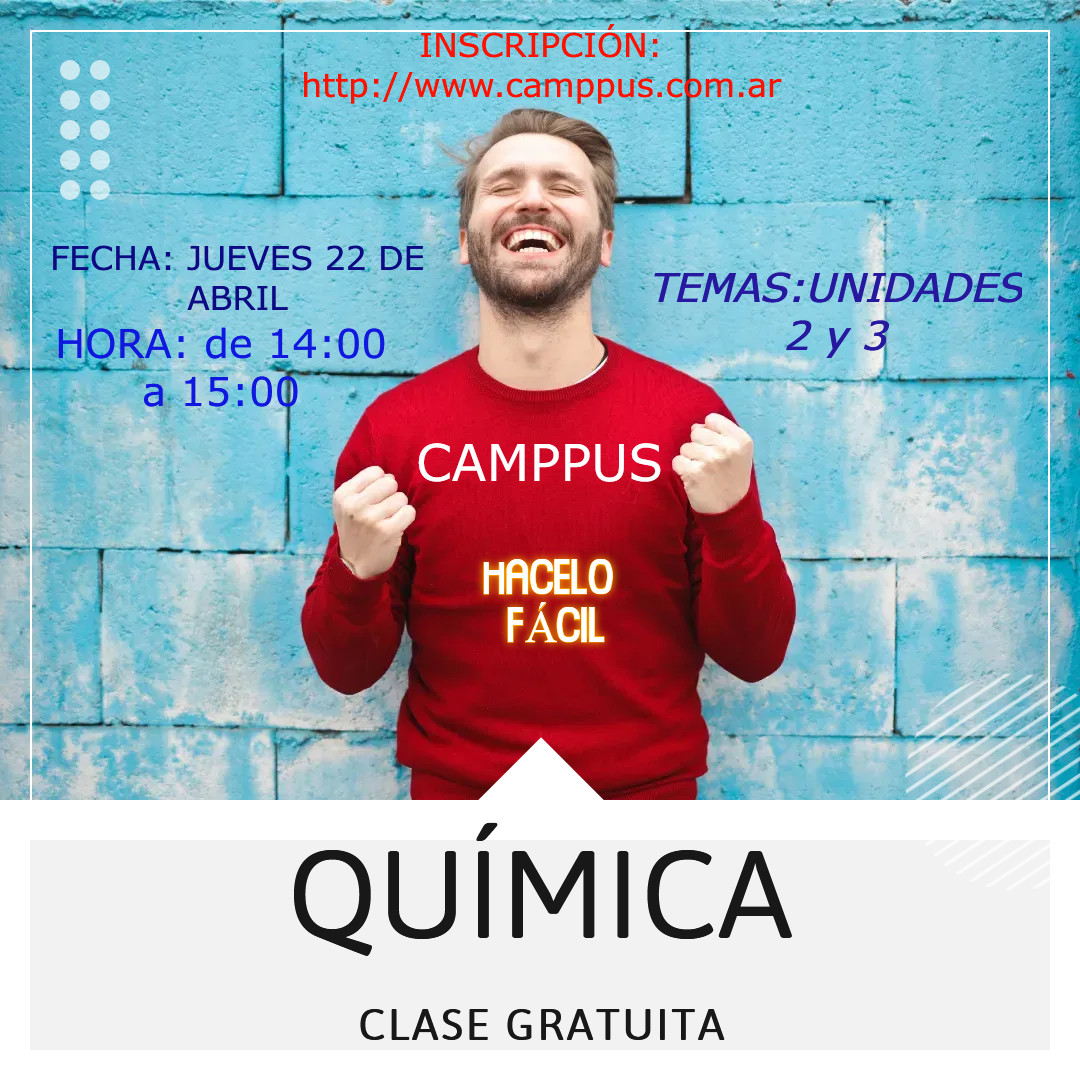 INSCRIPCIÓN:
http://www.camppus.com.ar
FECHA: JUEVES 22 DE
ABRIL
HORA: de 14:00
a 15:00
TEMAS:UNIDADES
2 y 3
CAMPPUS
HACELO
FÁCIL
QUÍMICA
CLASE GRATUITA